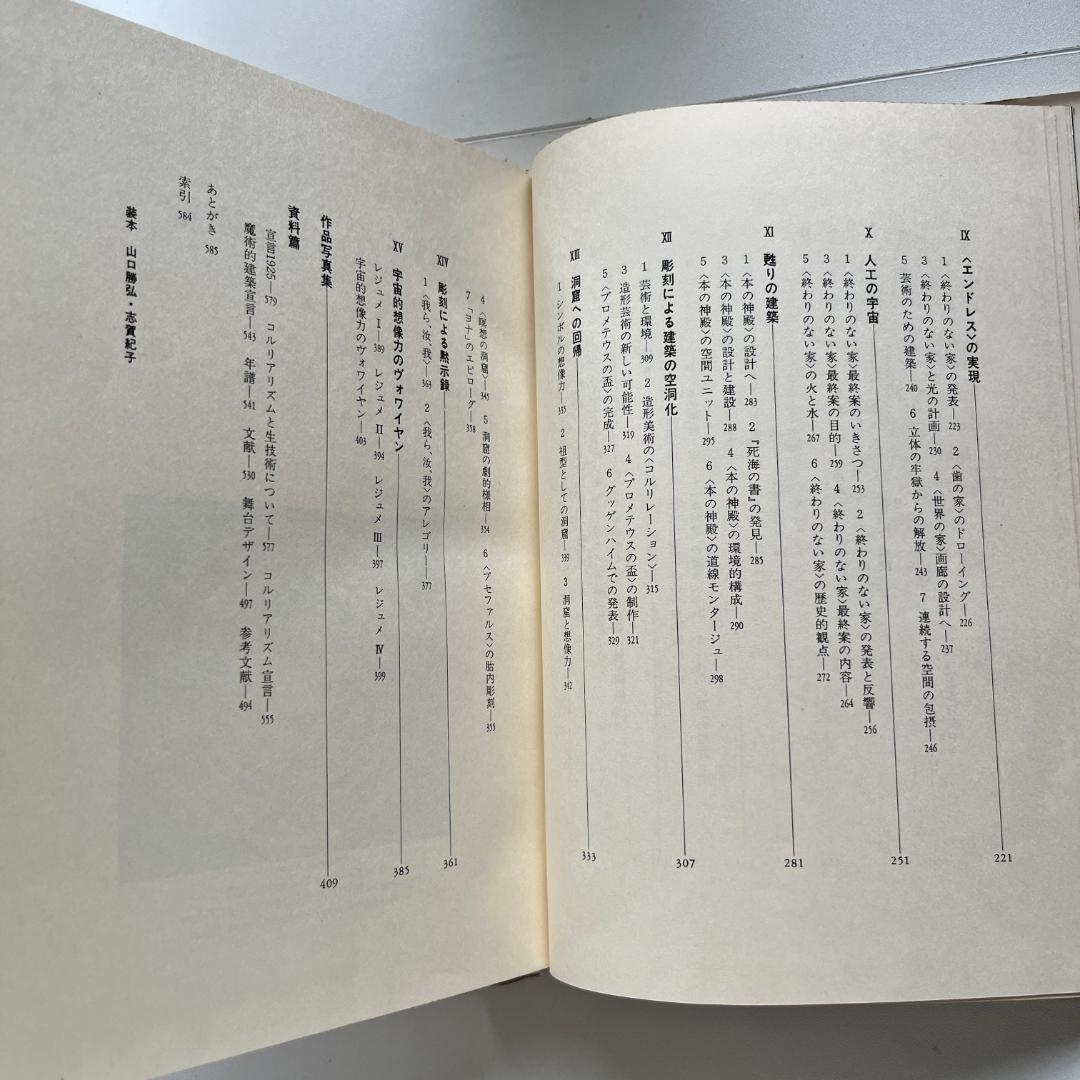 IX 〈エンドレス〉の実現—221
1 〈終わりのない家〉の発表—223 2 〈歯の家〉のドローイング—226
3 〈終わりのない家〉と光の計画—230 4 〈世界の家〉画廊の設計へ—237
5 芸術のための建築—240 6 立体の牢獄からの解放—243 7 連続する空間の包摂—246
X 人工の宇宙—251
1 〈終わりのない家〉最終案のいきさつ—253 2 〈終わりのない家〉の発表と反響—256
3 〈終わりのない家〉最終案の目的—259 4 〈終わりのない家〉最終案の内容—264
5 〈終わりのない家〉の火と水—267 6 〈終わりのない家〉の歴史的観点—272
XI 甦りの建築—281
1 〈本の神殿〉の設計へ—283 2 『死海の書』の発見—285
3 〈本の神殿〉の設計と建設—288 4 〈本の神殿〉の環境的構成—290
5 〈本の神殿〉の空間ユニット—295 6 〈本の神殿〉の道線モンタージュ—298
XII 彫刻による建築の空洞化—307
1 芸術と環境—309 2 造形美術の〈コルリレーション〉—315
3 造形芸術の新しい可能性—319 4 〈プロメテウスの盃〉の制作—321
5 〈プロメテウスの盃〉の完成—327 6 グッゲンハイムでの発表—329
XIII 洞窟への回帰—333
1 シンボルの想像力—335 2 祖型としての洞窟—339 3 洞窟と想像力—342
4 〈瞑想の洞窟〉—345 5 洞窟の劇的様相—354 6 〈ブセファルス〉の胎内彫刻—355
7 「ヨナ」のエピローグ—358
XIV 彫刻による黙示録—361
1 〈我ら、汝、我〉—363 2 〈我ら、汝、我〉のアレゴリー—377
XV 宇宙的想像力のヴォワイヤン—385
レジュメ I—389 レジュメ II—394 レジュメ III—397 レジュメ IV—399
宇宙的想像力のヴォワイヤン—403
作品写真集—409
資料篇
宣言1925—579 コルリアリズムと生技術について—577 コルリアリズム宣言—555
魔術的建築宣言—543 年譜—541 文献—530 舞台デザイン—497 参考文献—494
あとがき 585
索引 584
装本 山口勝弘・志賀紀子